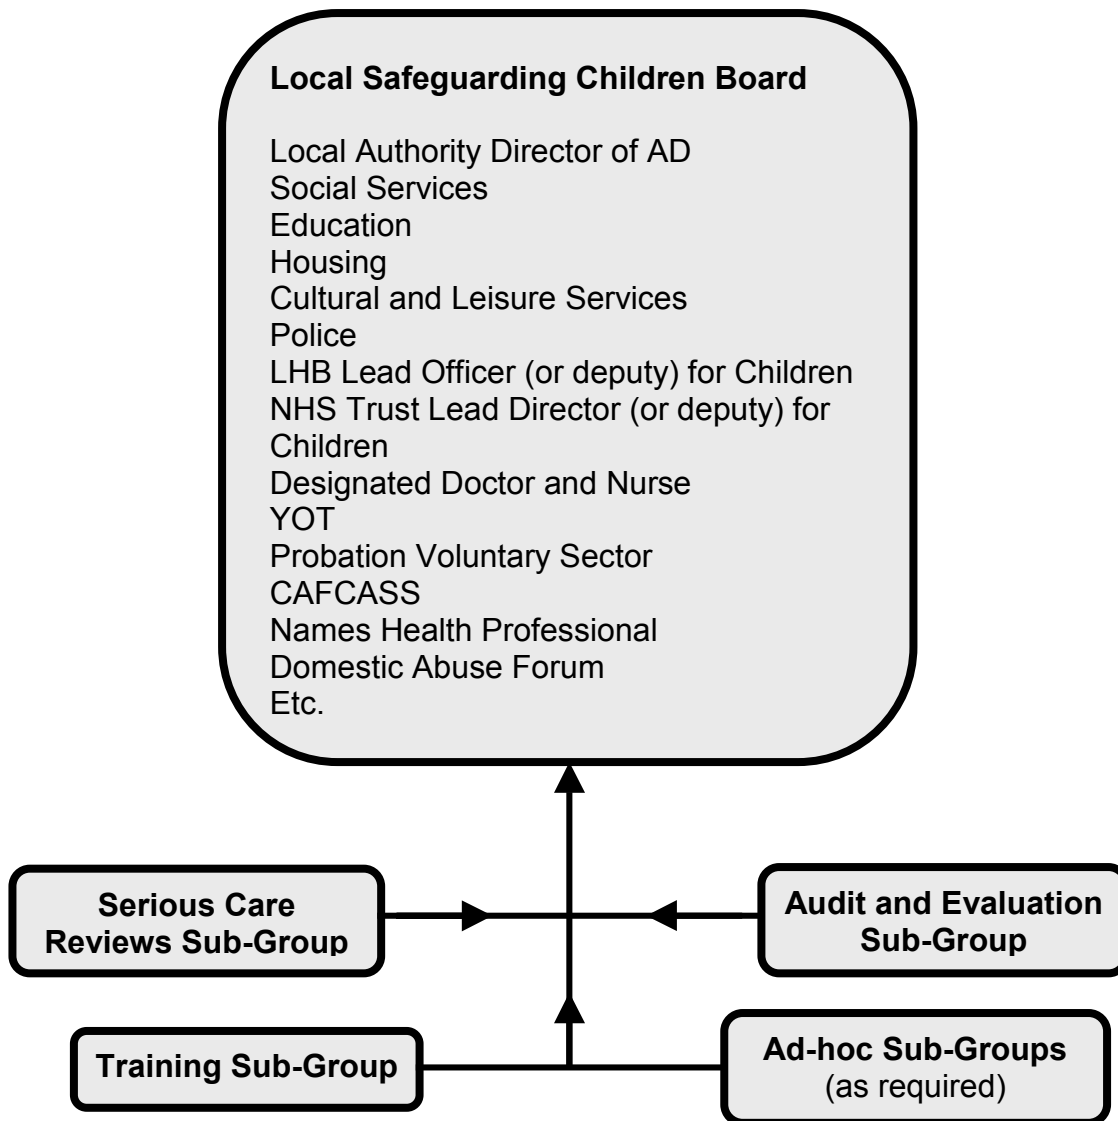 Local Safeguarding Children Board
Local Authority Director of AD
Social Services
Education
Housing
Cultural and Leisure Services
Police
LHB Lead Officer (or deputy) for Children
NHS Trust Lead Director (or deputy) for
Children
Designated Doctor and Nurse
YOT
Probation Voluntary Sector
CAFCASS
Names Health Professional
Domestic Abuse Forum
Etc.
Serious Care
Reviews Sub-Group
Audit and Evaluation
Sub-Group
Training Sub-Group
Ad-hoc Sub-Groups
(as required)